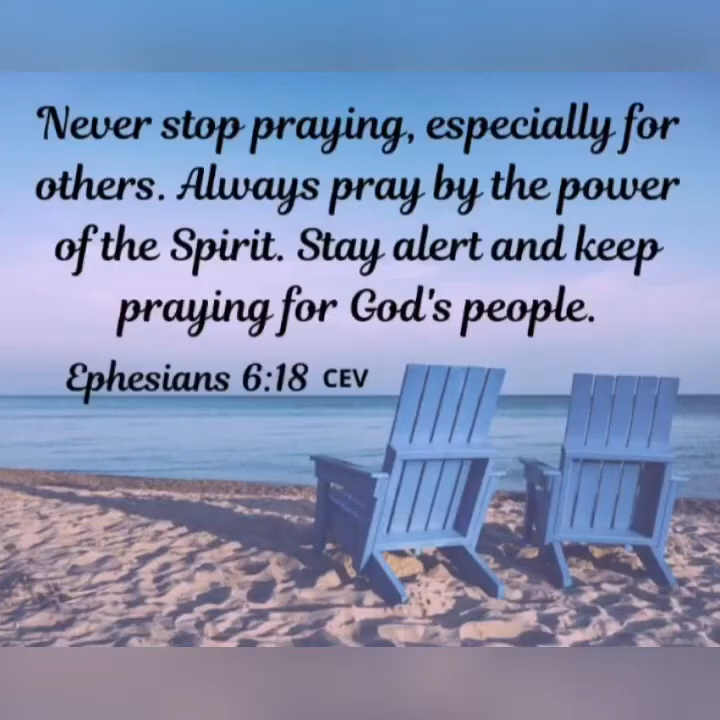 Never stop praying, especially for
others. Always pray by the power
of the Spirit. Stay alert and keep
praying for God's people.
Ephesians 6:18 CEV